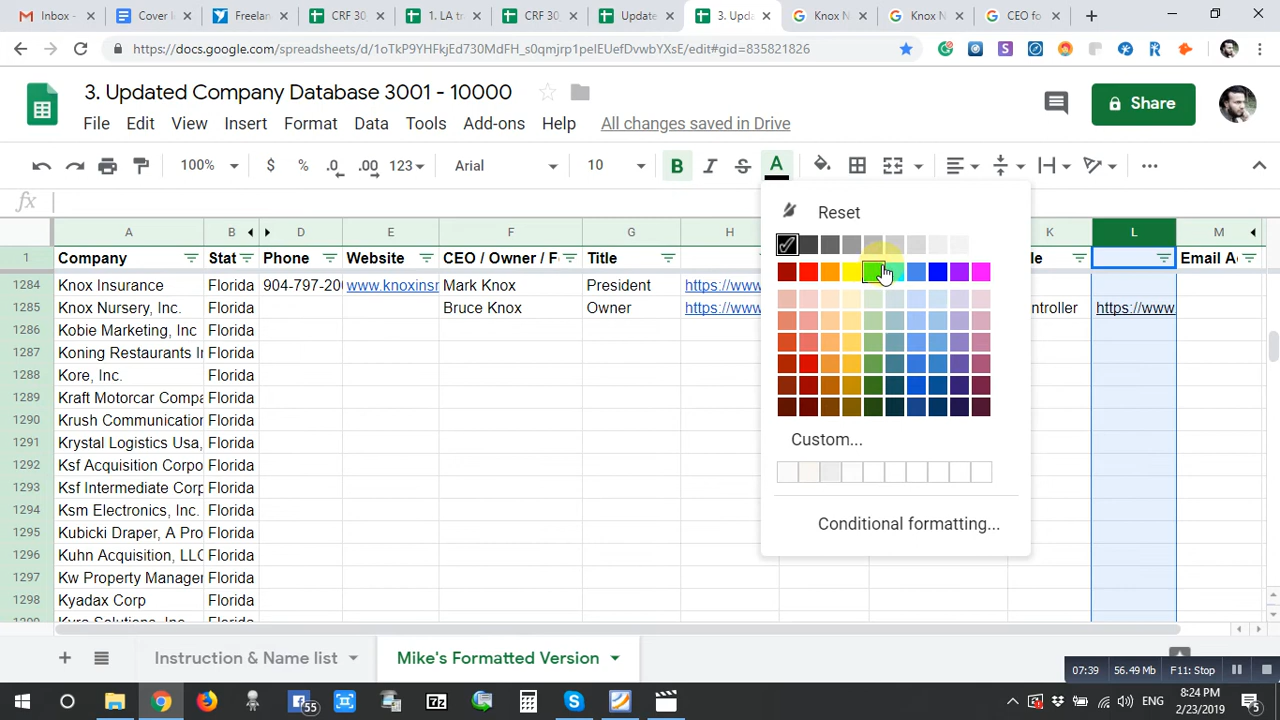 Inbox -
Cover l
Freelan
CRF 30
1. LA tr
CRF 3
Update
3. Upda
Knox N
Knox N
CEO fo
https://docs.google.com/spreadsheets/d/1oTkP9YHFkjEd730MdFH_s0qmjrp1pelEUefDvwbYXsE/edit#gid=835821826
3. Updated Company Database 3001 - 10000
File Edit View Insert Format Data Tools Add-ons Help All changes saved in Drive
Share
100% $ % .0 .00 123 Arial 10 B I S A
fx
Reset
A B D E F G H K L M
1 Company Stat Phone Website CEO / Owner / F Title le Email A
1284 Knox Insurance Florida 904-797-20 www.knoxinsr Mark Knox President https://www
1285 Knox Nursery, Inc. Florida Bruce Knox Owner https://www ntroller https://www
1286 Kobie Marketing, Inc Florida
1287 Koning Restaurants I Florida
1288 Kore, Inc. Florida
1289 Kraft Motorcar Compa Florida
1290 Krush Communication Florida
1291 Krystal Logistics Usa, Florida
1292 Ksf Acquisition Corpo Florida
1293 Ksf Intermediate Corp Florida
1294 Ksm Electronics, Inc. Florida
1295 Kubicki Draper, A Pro Florida
1296 Kuhn Acquisition, LLC Florida
1297 Kw Property Manager Florida
1298 Kyadax Corp Florida
Custom...
Conditional formatting...
Instruction & Name list
Mike's Formatted Version
07:39 56.49 Mb F11: Stop
55
7z
ENG
8:24 PM
2/23/2019
5